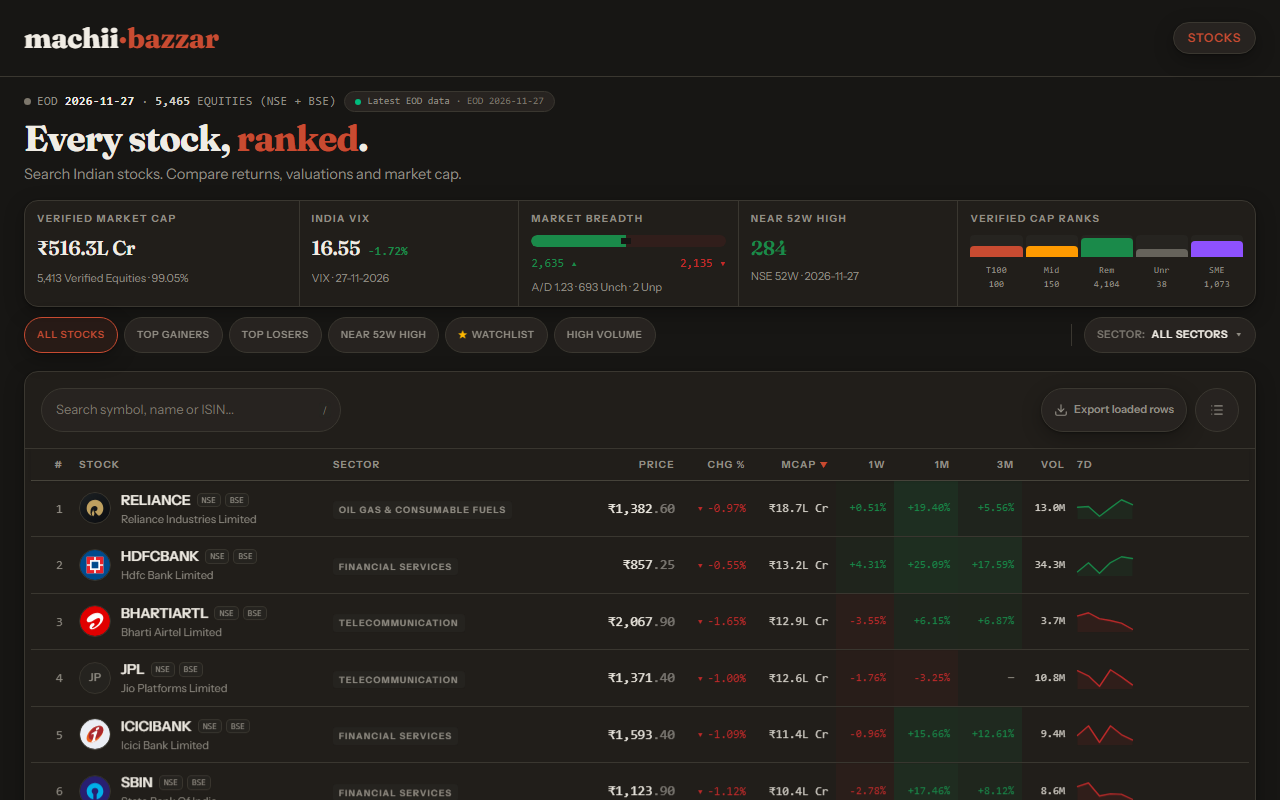 machii·bazzar
STOCKS
EOD 2026-11-27 · 5,465 EQUITIES (NSE + BSE)
Latest EOD data · EOD 2026-11-27
Every stock, ranked.
Search Indian stocks. Compare returns, valuations and market cap.
VERIFIED MARKET CAP
₹516.3L Cr
5,413 Verified Equities · 99.05%
INDIA VIX
16.55 -1.72%
VIX · 27-11-2026
MARKET BREADTH
2,635 ▲ 2,135 ▼
A/D 1.23 · 693 Unch · 2 Unp
NEAR 52W HIGH
284
NSE 52W · 2026-11-27
VERIFIED CAP RANKS
T100 Mid Rem Unr SME
100 150 4,104 38 1,073
ALL STOCKS TOP GAINERS TOP LOSERS NEAR 52W HIGH ★ WATCHLIST HIGH VOLUME SECTOR: ALL SECTORS ▾
Search symbol, name or ISIN... /
Export loaded rows
# STOCK SECTOR PRICE CHG % MCAP ▼ 1W 1M 3M VOL 7D
1 RELIANCE NSE BSE OIL GAS & CONSUMABLE FUELS ₹1,382.60 ▼ -0.97% ₹18.7L Cr +0.51% +19.40% +5.56% 13.0M
Reliance Industries Limited
2 HDFCBANK NSE BSE FINANCIAL SERVICES ₹857.25 ▼ -0.55% ₹13.2L Cr +4.31% +25.09% +17.59% 34.3M
Hdfc Bank Limited
3 BHARTIARTL NSE BSE TELECOMMUNICATION ₹2,067.90 ▼ -1.65% ₹12.9L Cr -3.55% +6.15% +6.87% 3.7M
Bharti Airtel Limited
4 JP JPL NSE BSE TELECOMMUNICATION ₹1,371.40 ▼ -1.00% ₹12.6L Cr -1.76% -3.25% — 10.8M
Jio Platforms Limited
5 ICICIBANK NSE BSE FINANCIAL SERVICES ₹1,593.40 ▼ -1.09% ₹11.4L Cr -0.96% +15.66% +12.61% 9.4M
Icici Bank Limited
6 SBIN NSE BSE FINANCIAL SERVICES ₹1,123.90 ▼ -1.12% ₹10.4L Cr -2.78% +17.46% +8.12% 8.6M
State Bank Of India